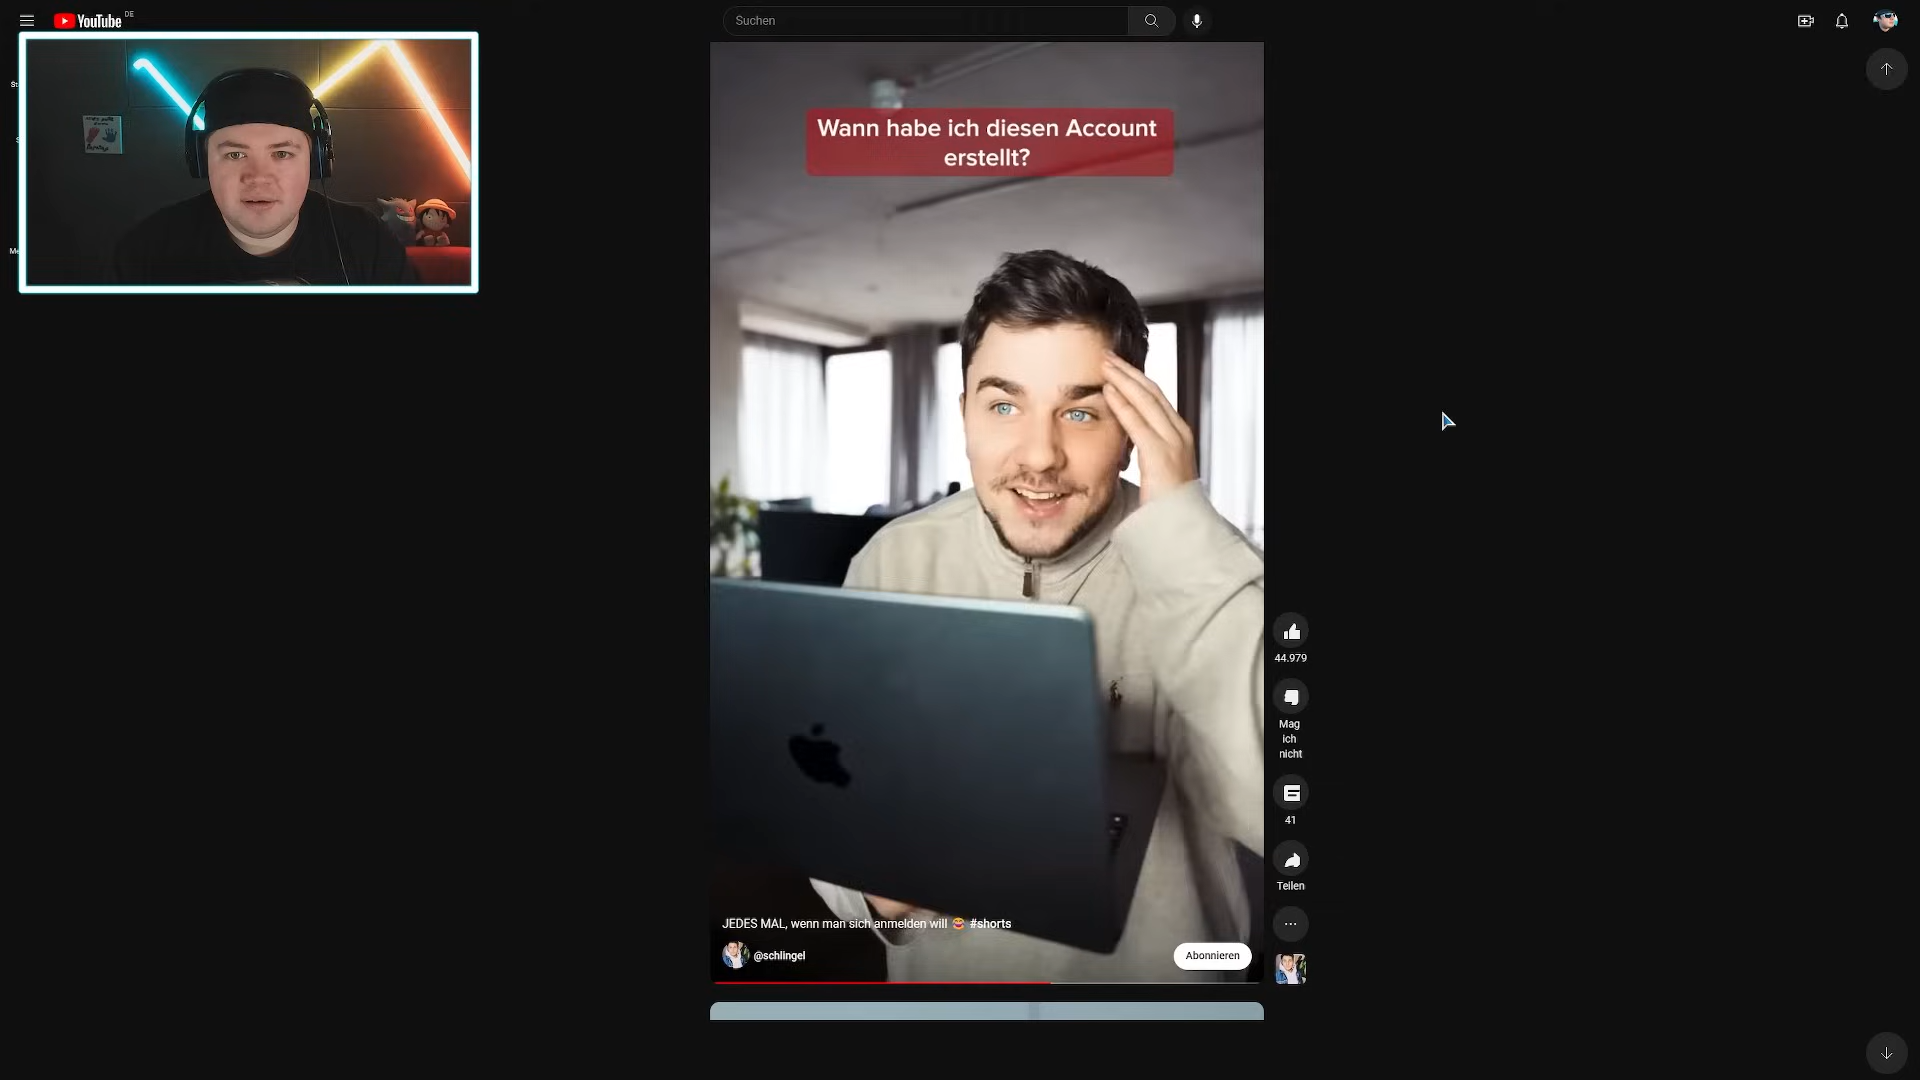 YouTube DE
Suchen
Wann habe ich diesen Account
erstellt?
44.979
Mag
ich
nicht
41
Teilen
JEDES MAL, wenn man sich anmelden will 😂 #shorts
@schlingel
Abonnieren